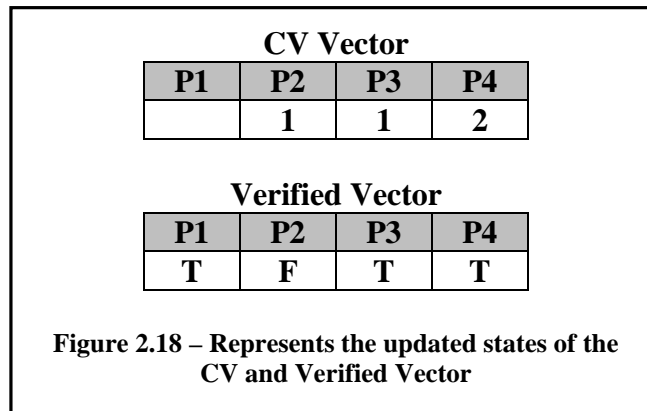 CV Vector
P1 P2 P3 P4
1 1 2
Verified Vector
P1 P2 P3 P4
T F T T
Figure 2.18 – Represents the updated states of the
CV and Verified Vector